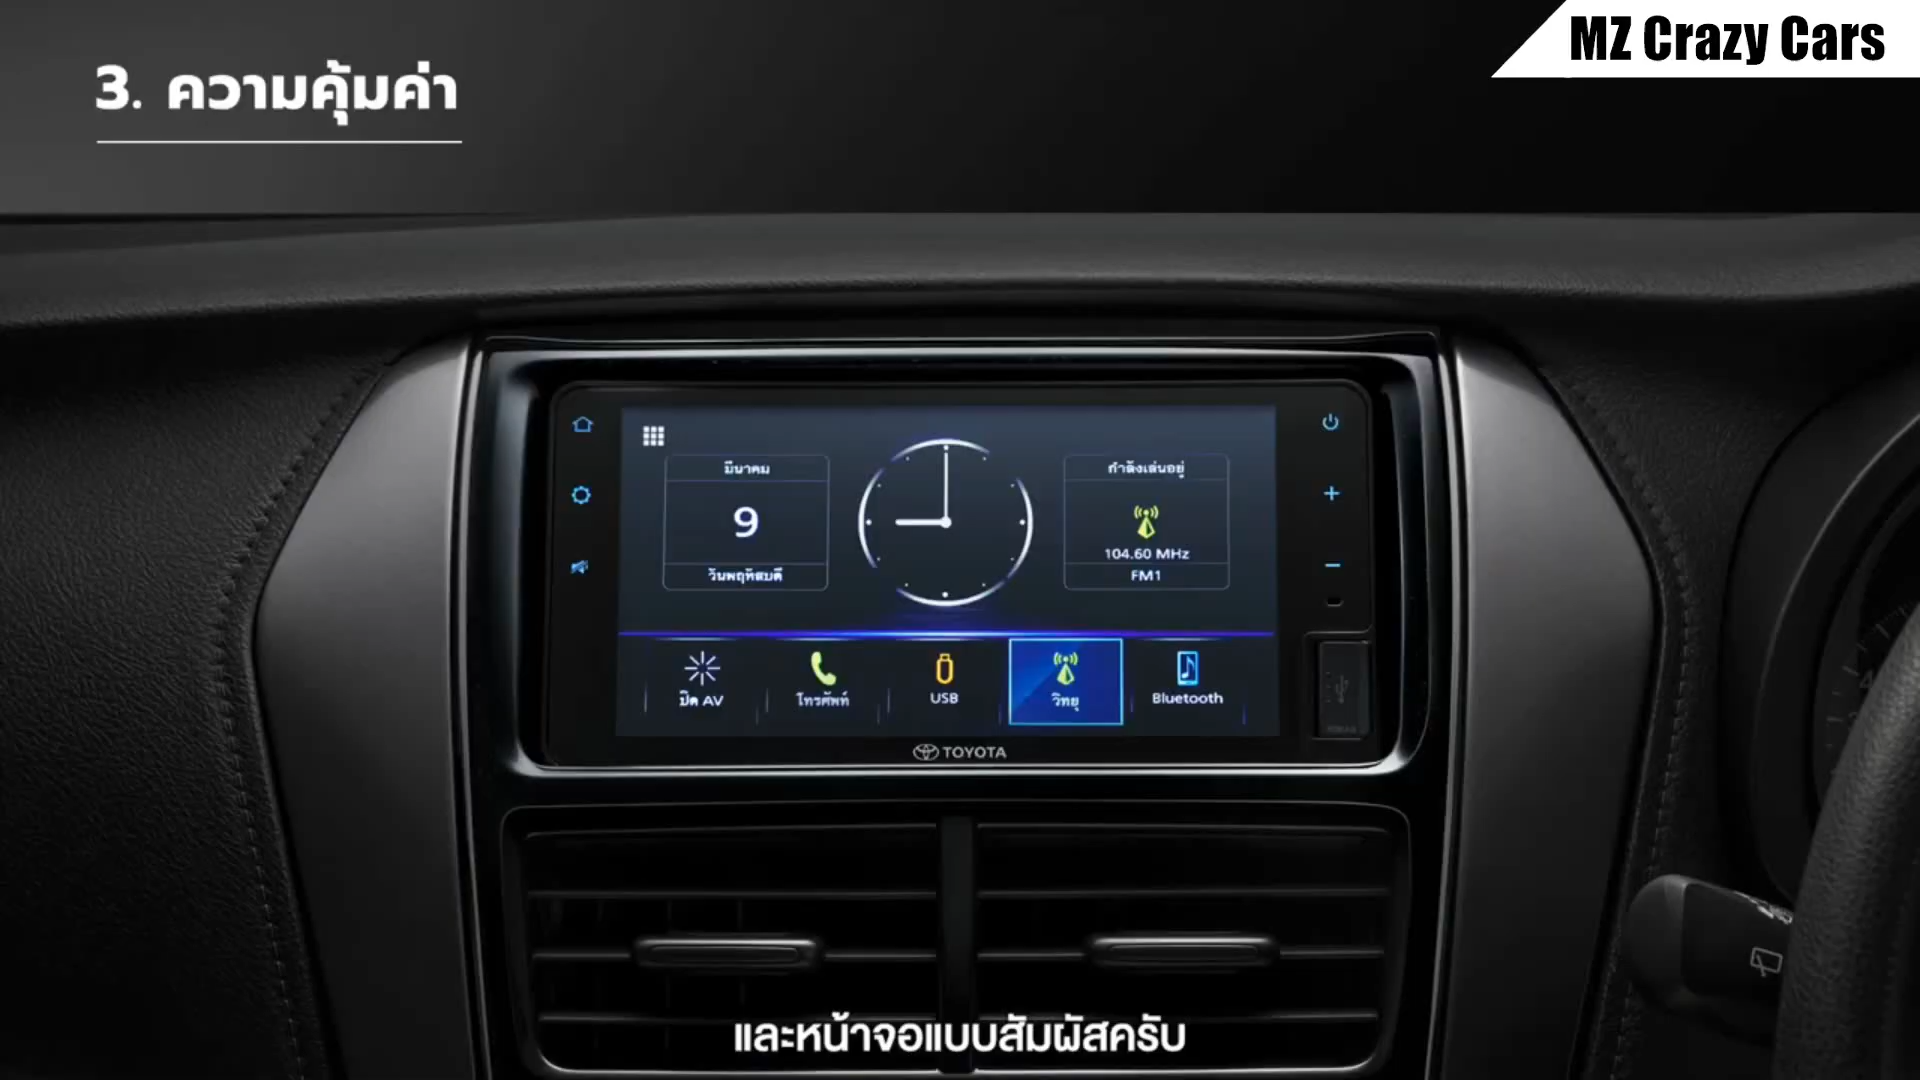 MZ Crazy Cars
3. ความคุ้มค่า
มีนาคม
9
วันพฤหัสบดี
กำลังเล่นอยู่
104.60 MHz
FM1
ปิด AV
โทรศัพท์
USB
วิทยุ
Bluetooth
TOYOTA
และหน้าจอแบบสัมผัสครับ